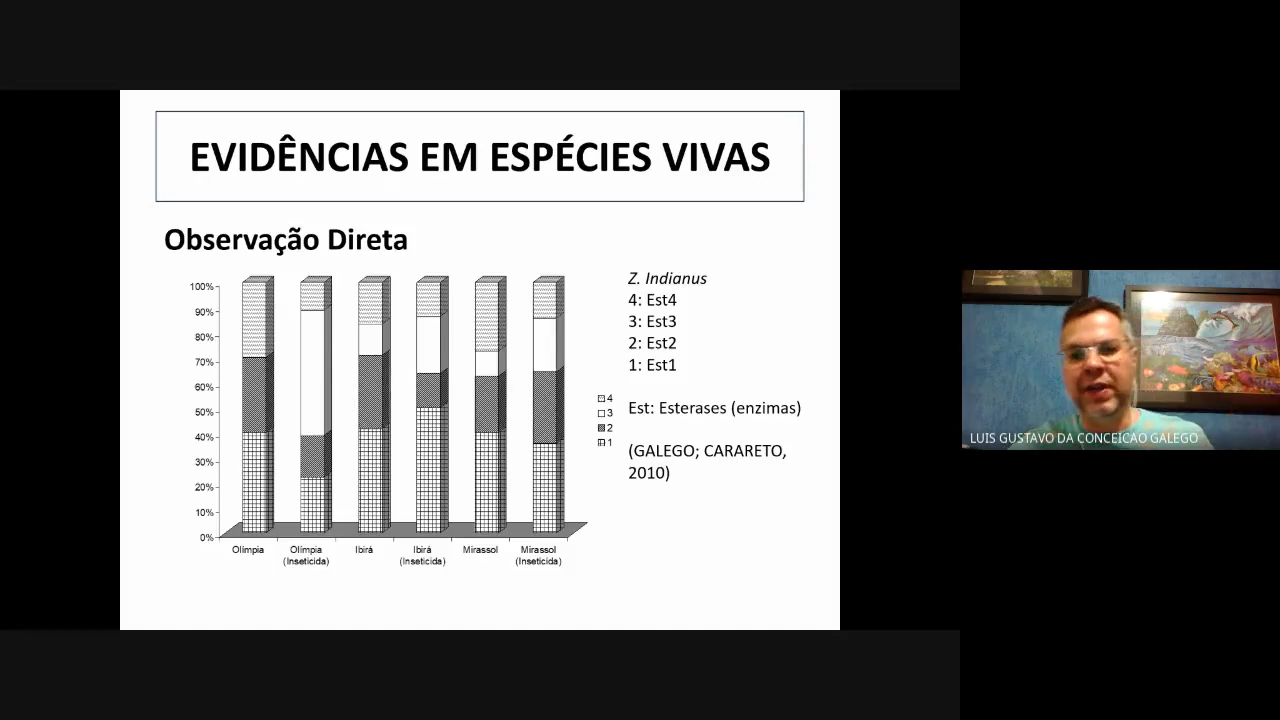 EVIDÊNCIAS EM ESPÉCIES VIVAS
Observação Direta
100%
90%
80%
70%
60%
50%
40%
30%
20%
10%
0%
Olímpia
Olímpia
(Inseticida)
Ibirá
Ibirá
(Inseticida)
Mirassol
Mirassol
(Inseticida)
4
3
2
1
Z. Indianus
4: Est4
3: Est3
2: Est2
1: Est1
Est: Esterases (enzimas)
(GALEGO; CARARETO,
2010)
LUIS GUSTAVO DA CONCEICAO GALEGO